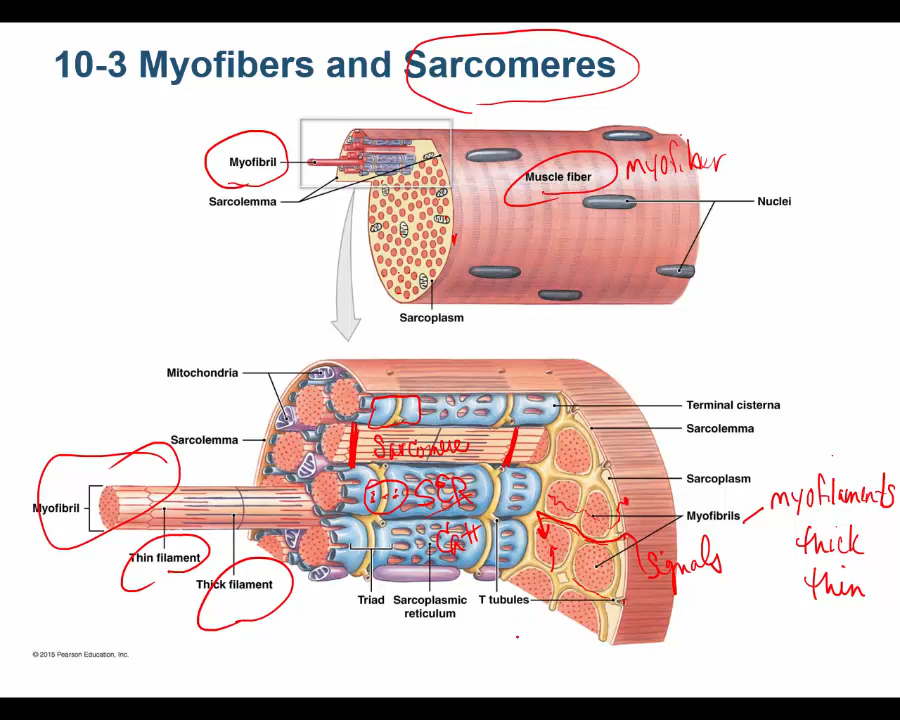 10-3 Myofibers and Sarcomeres
Myofibril
Sarcolemma
Muscle fiber
myofiber
Nuclei
Sarcoplasm
Mitochondria
Terminal cisterna
Sarcolemma
Sarcolemma
Sarcomere
Sarcoplasm
SER
Myofibril
Myofibrils
myofilaments
thick
thin
Thin filament
Thick filament
signals
Triad
Sarcoplasmic
reticulum
T tubules
© 2015 Pearson Education, Inc.